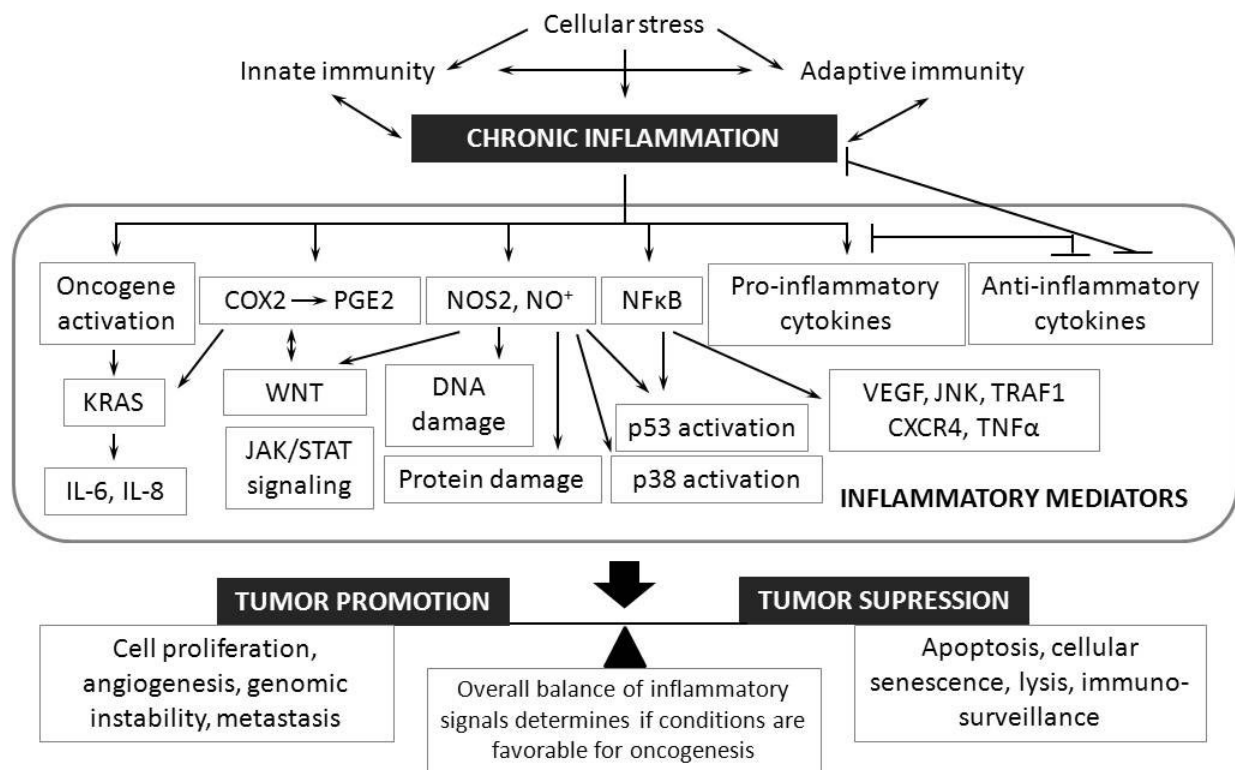 Cellular stress
Innate immunity
Adaptive immunity
CHRONIC INFLAMMATION
Oncogene
activation
COX2 → PGE2
NOS2, NO⁺
NFκB
Pro-inflammatory
cytokines
Anti-inflammatory
cytokines
KRAS
WNT
DNA
damage
p53 activation
VEGF, JNK, TRAF1
CXCR4, TNFα
IL-6, IL-8
JAK/STAT
signaling
Protein damage
p38 activation
INFLAMMATORY MEDIATORS
TUMOR PROMOTION
TUMOR SUPRESSION
Cell proliferation,
angiogenesis, genomic
instability, metastasis
Overall balance of inflammatory
signals determines if conditions are
favorable for oncogenesis
Apoptosis, cellular
senescence, lysis, immuno-
surveillance